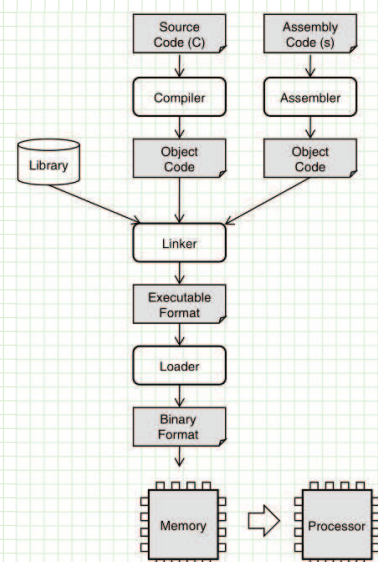 Source
Code (C)
Assembly
Code (s)
Compiler
Assembler
Library
Object
Code
Object
Code
Linker
Executable
Format
Loader
Binary
Format
Memory
Processor